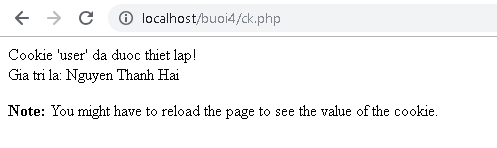 localhost/buoi4/ck.php
Cookie 'user' da duoc thiet lap!
Gia tri la: Nguyen Thanh Hai
Note: You might have to reload the page to see the value of the cookie.